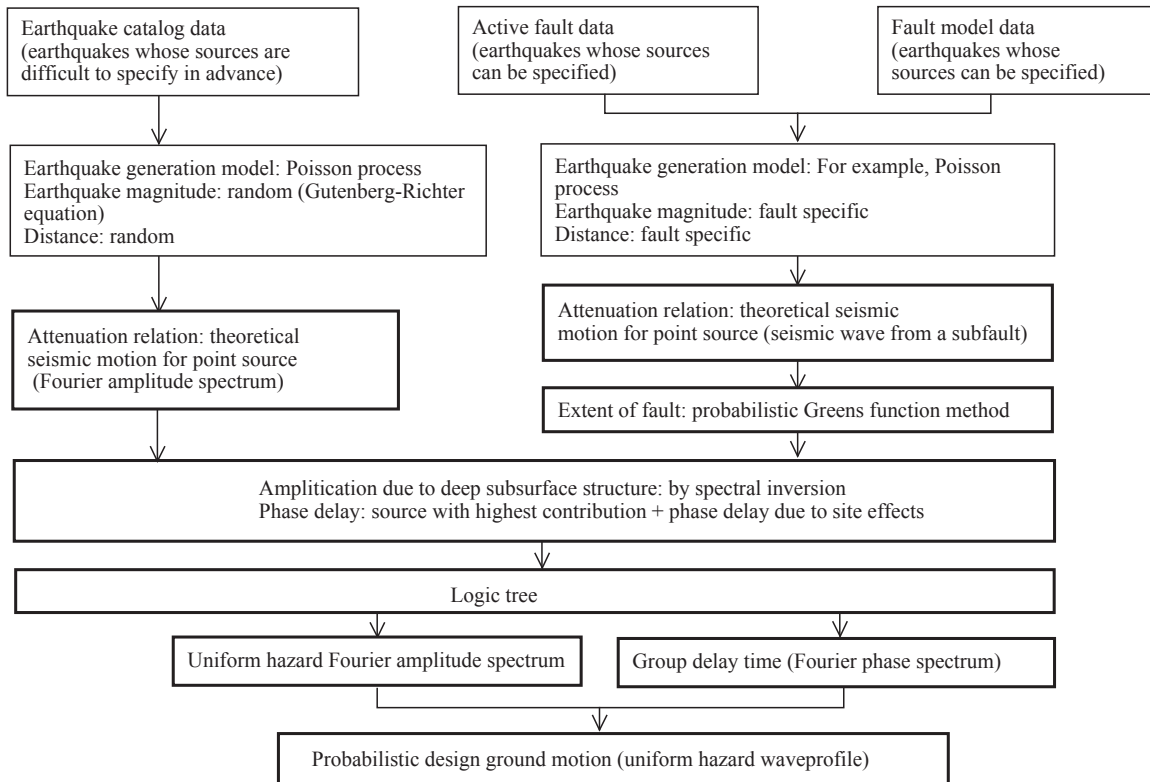 Earthquake catalog data
(earthquakes whose sources are
difficult to specify in advance)
Active fault data
(earthquakes whose sources
can be specified)
Fault model data
(earthquakes whose
sources can be specified)
Earthquake generation model: Poisson process
Earthquake magnitude: random (Gutenberg-Richter
equation)
Distance: random
Earthquake generation model: For example, Poisson
process
Earthquake magnitude: fault specific
Distance: fault specific
Attenuation relation: theoretical
seismic motion for point source
(Fourier amplitude spectrum)
Attenuation relation: theoretical seismic
motion for point source (seismic wave from a subfault)
Extent of fault: probabilistic Greens function method
Amplitication due to deep subsurface structure: by spectral inversion
Phase delay: source with highest contribution + phase delay due to site effects
Logic tree
Uniform hazard Fourier amplitude spectrum
Group delay time (Fourier phase spectrum)
Probabilistic design ground motion (uniform hazard waveprofile)